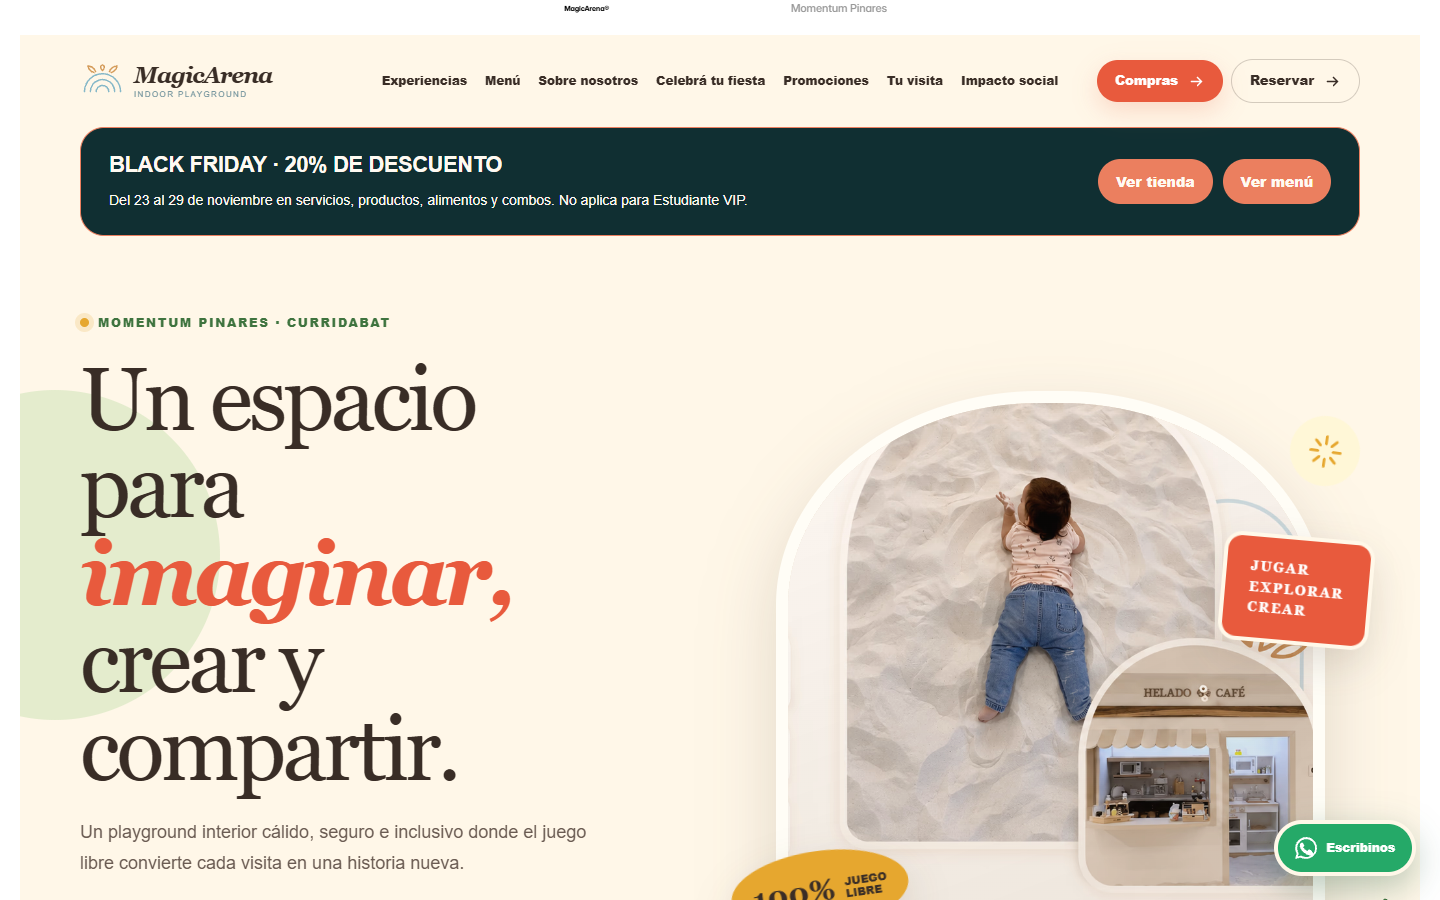 MagicArena®
Momentum Pinares
MagicArena
INDOOR PLAYGROUND
Experiencias
Menú
Sobre nosotros
Celebrá tu fiesta
Promociones
Tu visita
Impacto social
Compras →
Reservar →
BLACK FRIDAY · 20% DE DESCUENTO
Del 23 al 29 de noviembre en servicios, productos, alimentos y combos. No aplica para Estudiante VIP.
Ver tienda
Ver menú
MOMENTUM PINARES · CURRIDABAT
Un espacio
para
imaginar,
crear y
compartir.
Un playground interior cálido, seguro e inclusivo donde el juego
libre convierte cada visita en una historia nueva.
JUGAR
EXPLORAR
CREAR
HELADO CAFÉ
100% JUEGO
LIBRE
Escribinos